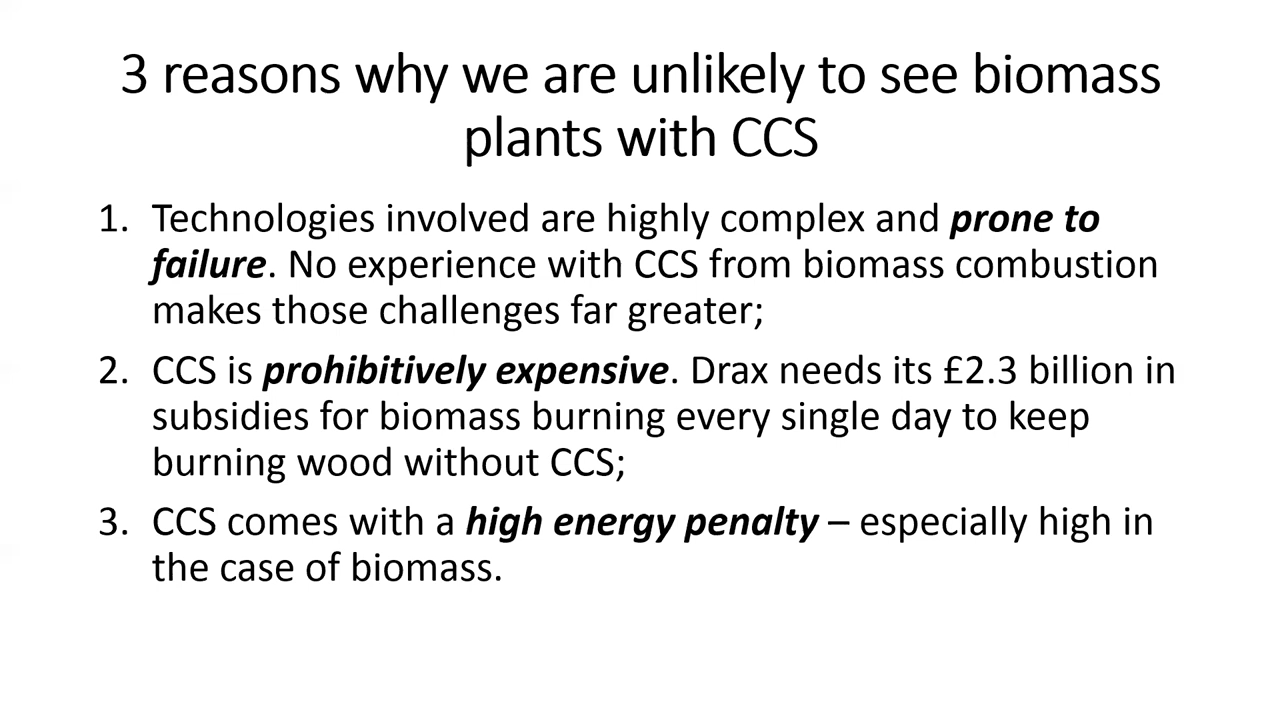 3 reasons why we are unlikely to see biomass
plants with CCS
1. Technologies involved are highly complex and prone to
failure. No experience with CCS from biomass combustion
makes those challenges far greater;
2. CCS is prohibitively expensive. Drax needs its £2.3 billion in
subsidies for biomass burning every single day to keep
burning wood without CCS;
3. CCS comes with a high energy penalty – especially high in
the case of biomass.